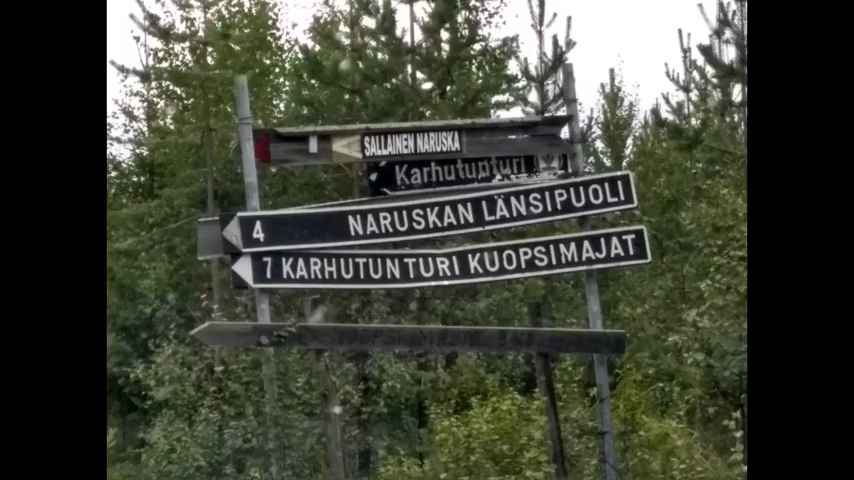 SALLAINEN NARUSKA
Karhutunturi
4 NARUSKAN LÄNSIPUOLI
7 KARHUTUNTURI KUOPSIMAJAT